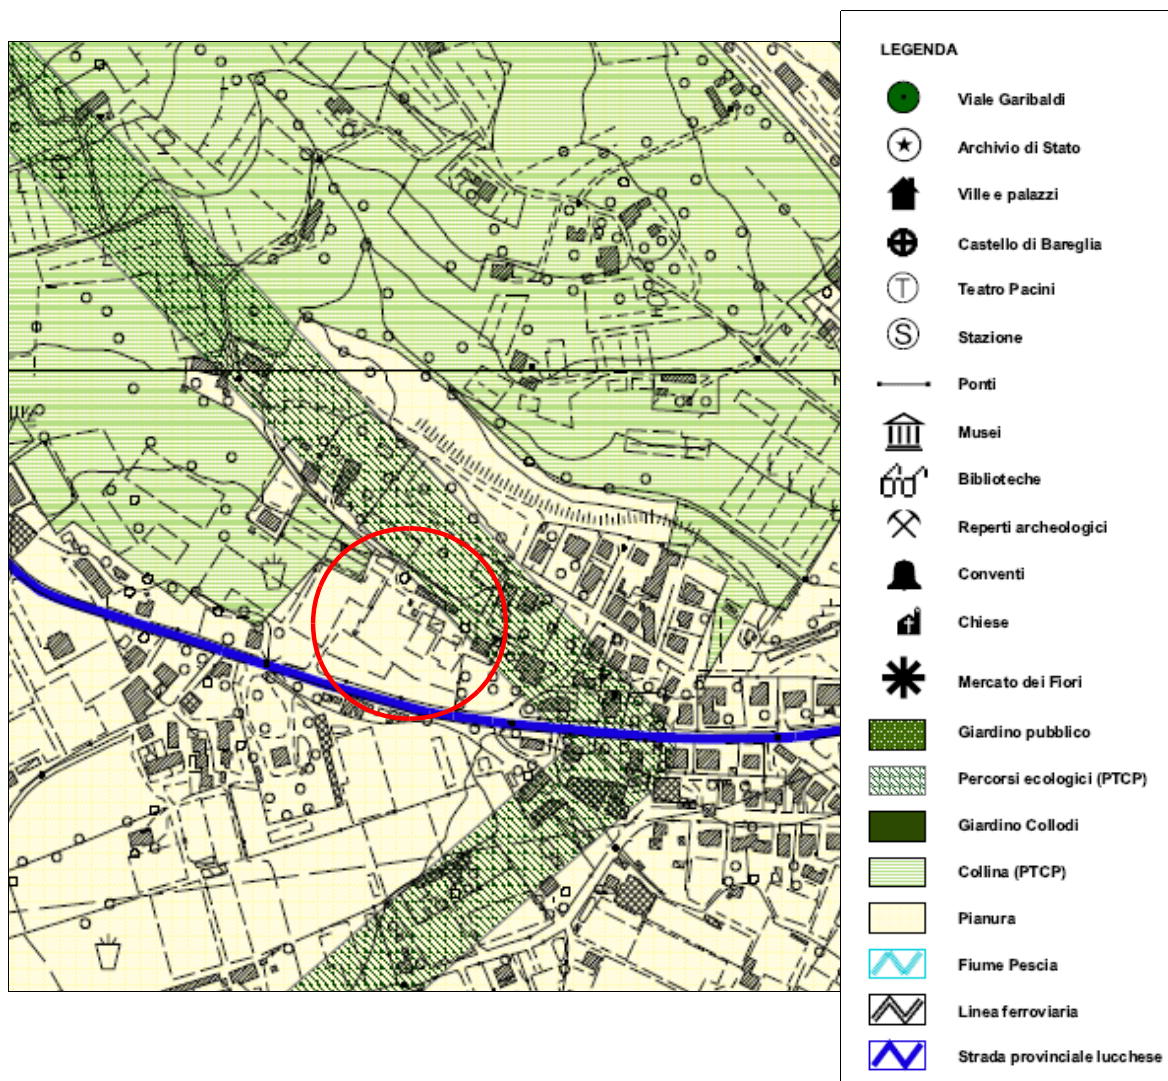 LEGENDA
Viale Garibaldi
Archivio di Stato
Ville e palazzi
Castello di Bareglia
T
Teatro Pacini
S
Stazione
Ponti
Musei
Biblioteche
Reperti archeologici
Conventi
Chiese
Mercato dei Fiori
Giardino pubblico
Percorsi ecologici (PTCP)
Giardino Collodi
Collina (PTCP)
Pianura
Fiume Pescia
Linea ferroviaria
Strada provinciale lucchese